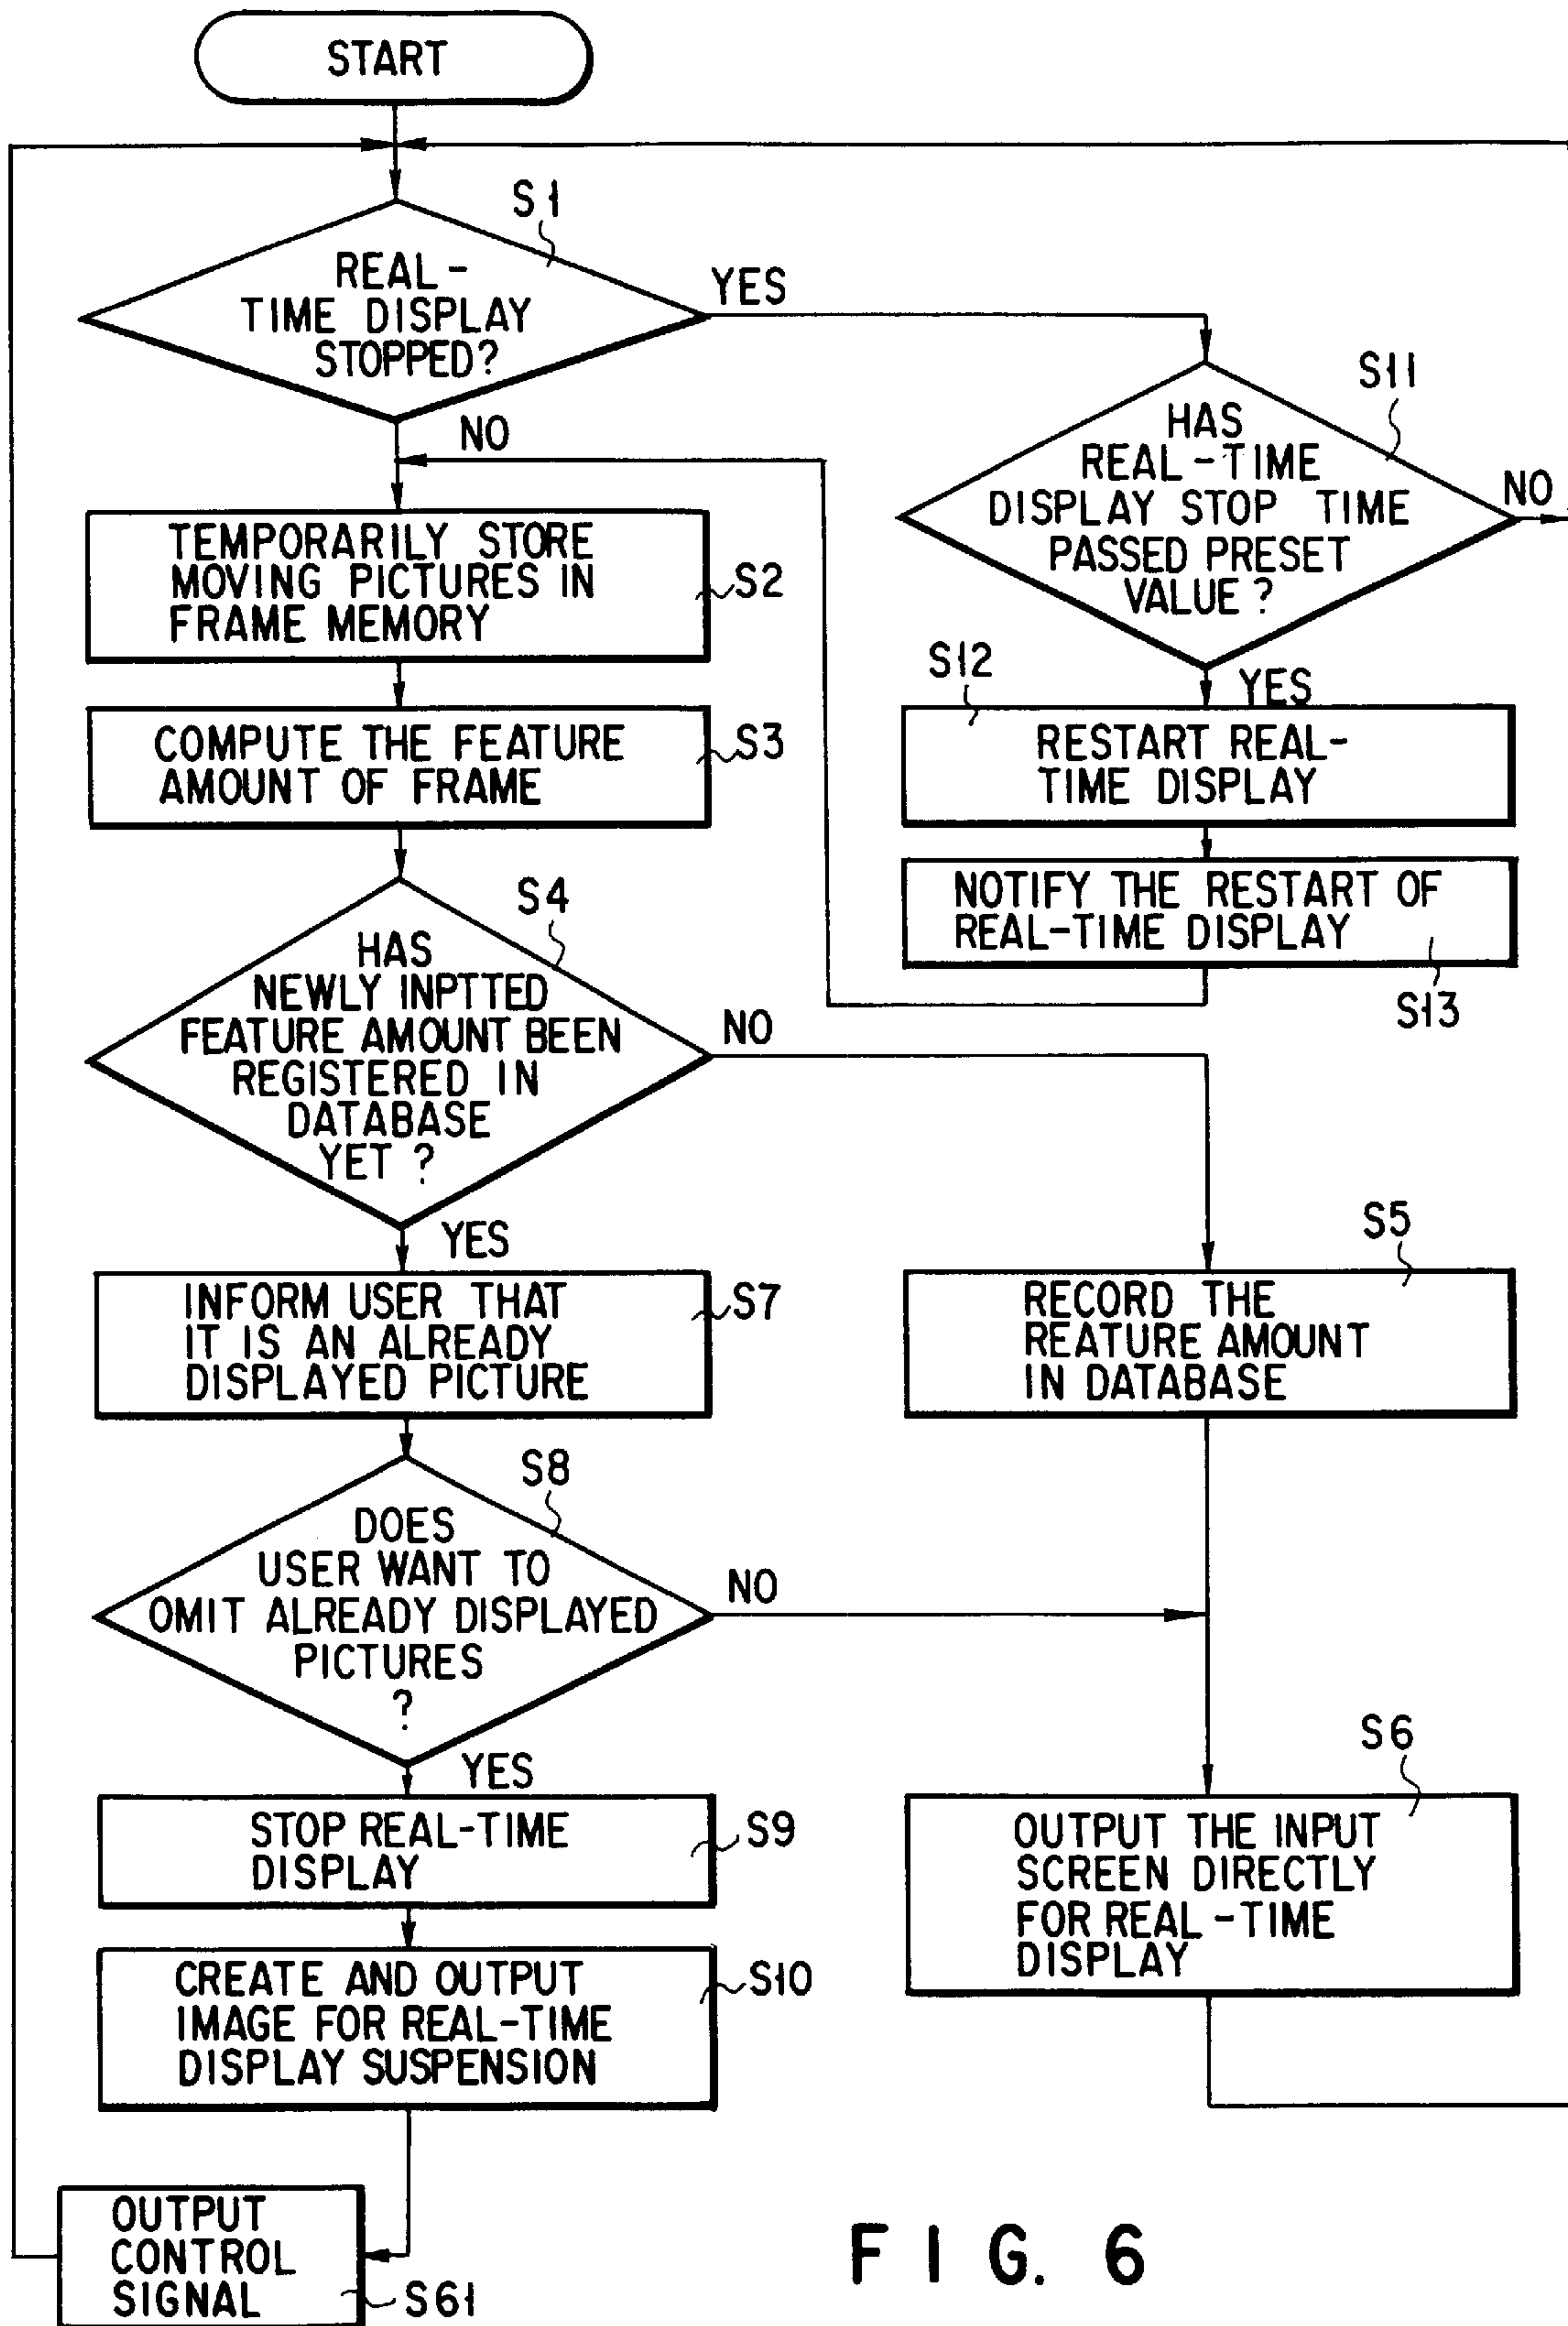 START
S1
REAL-
TIME DISPLAY
STOPPED?
YES
NO
S11
HAS
REAL-TIME
DISPLAY STOP TIME
PASSED PRESET
VALUE?
NO
YES
TEMPORARILY STORE
MOVING PICTURES IN
FRAME MEMORY
S2
S12
RESTART REAL-
TIME DISPLAY
COMPUTE THE FEATURE
AMOUNT OF FRAME
S3
NOTIFY THE RESTART OF
REAL-TIME DISPLAY
S13
S4
HAS
NEWLY INPTTED
FEATURE AMOUNT BEEN
REGISTERED IN
DATABASE
YET ?
NO
YES
S5
RECORD THE
REATURE AMOUNT
IN DATABASE
INFORM USER THAT
IT IS AN ALREADY
DISPLAYED PICTURE
S7
S8
DOES
USER WANT TO
OMIT ALREADY DISPLAYED
PICTURES
?
NO
YES
S6
OUTPUT THE INPUT
SCREEN DIRECTLY
FOR REAL-TIME
DISPLAY
STOP REAL-TIME
DISPLAY
S9
CREATE AND OUTPUT
IMAGE FOR REAL-TIME
DISPLAY SUSPENSION
S10
OUTPUT
CONTROL
SIGNAL
S61
FIG. 6